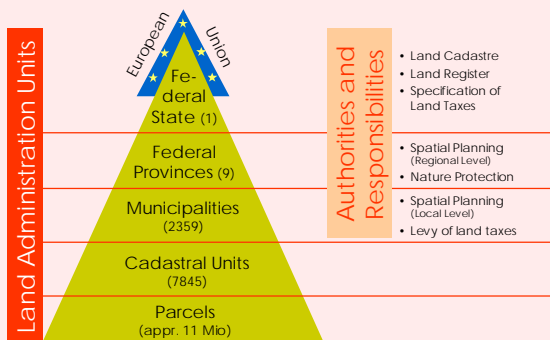 Land Administration Units
European
Union
Fe-
deral
State (1)
Federal
Provinces (9)
Municipalities
(2359)
Cadastral Units
(7845)
Parcels
(appr. 11 Mio)
Authorities and
Responsibilities
• Land Cadastre
• Land Register
• Specification of
Land Taxes
• Spatial Planning
(Regional Level)
• Nature Protection
• Spatial Planning
(Local Level)
• Levy of land taxes